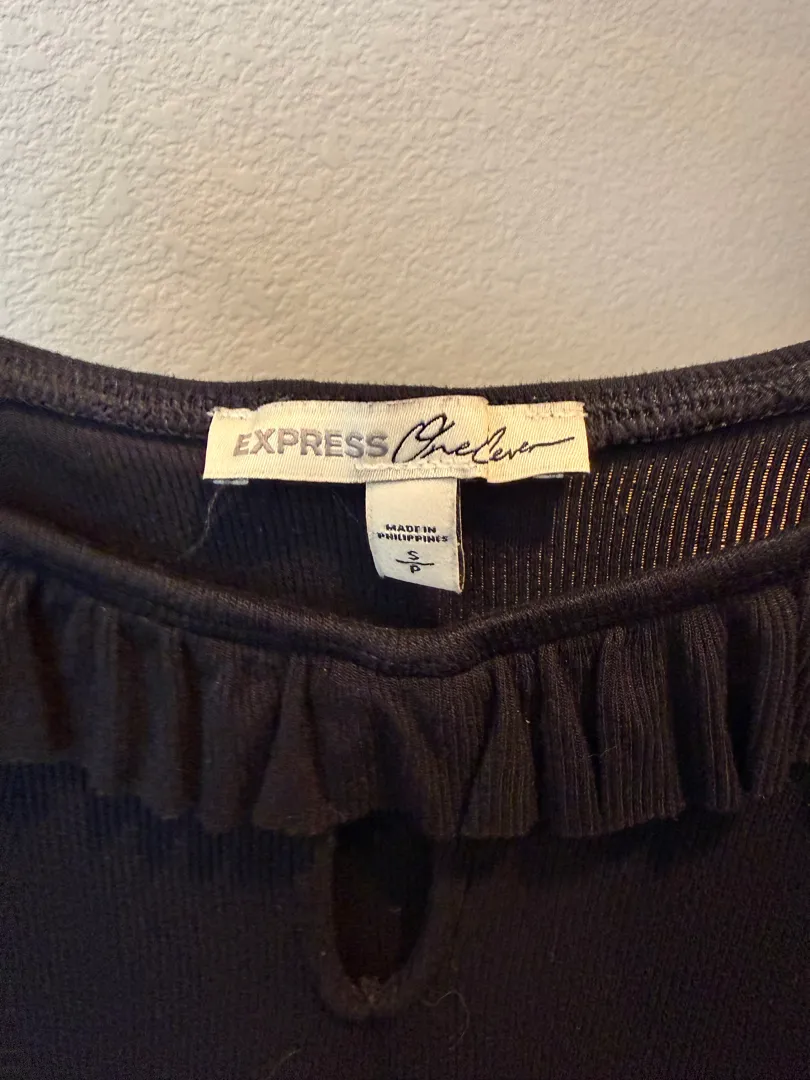 EXPRESS One Eleven
MADE IN
PHILIPPINES
S
P